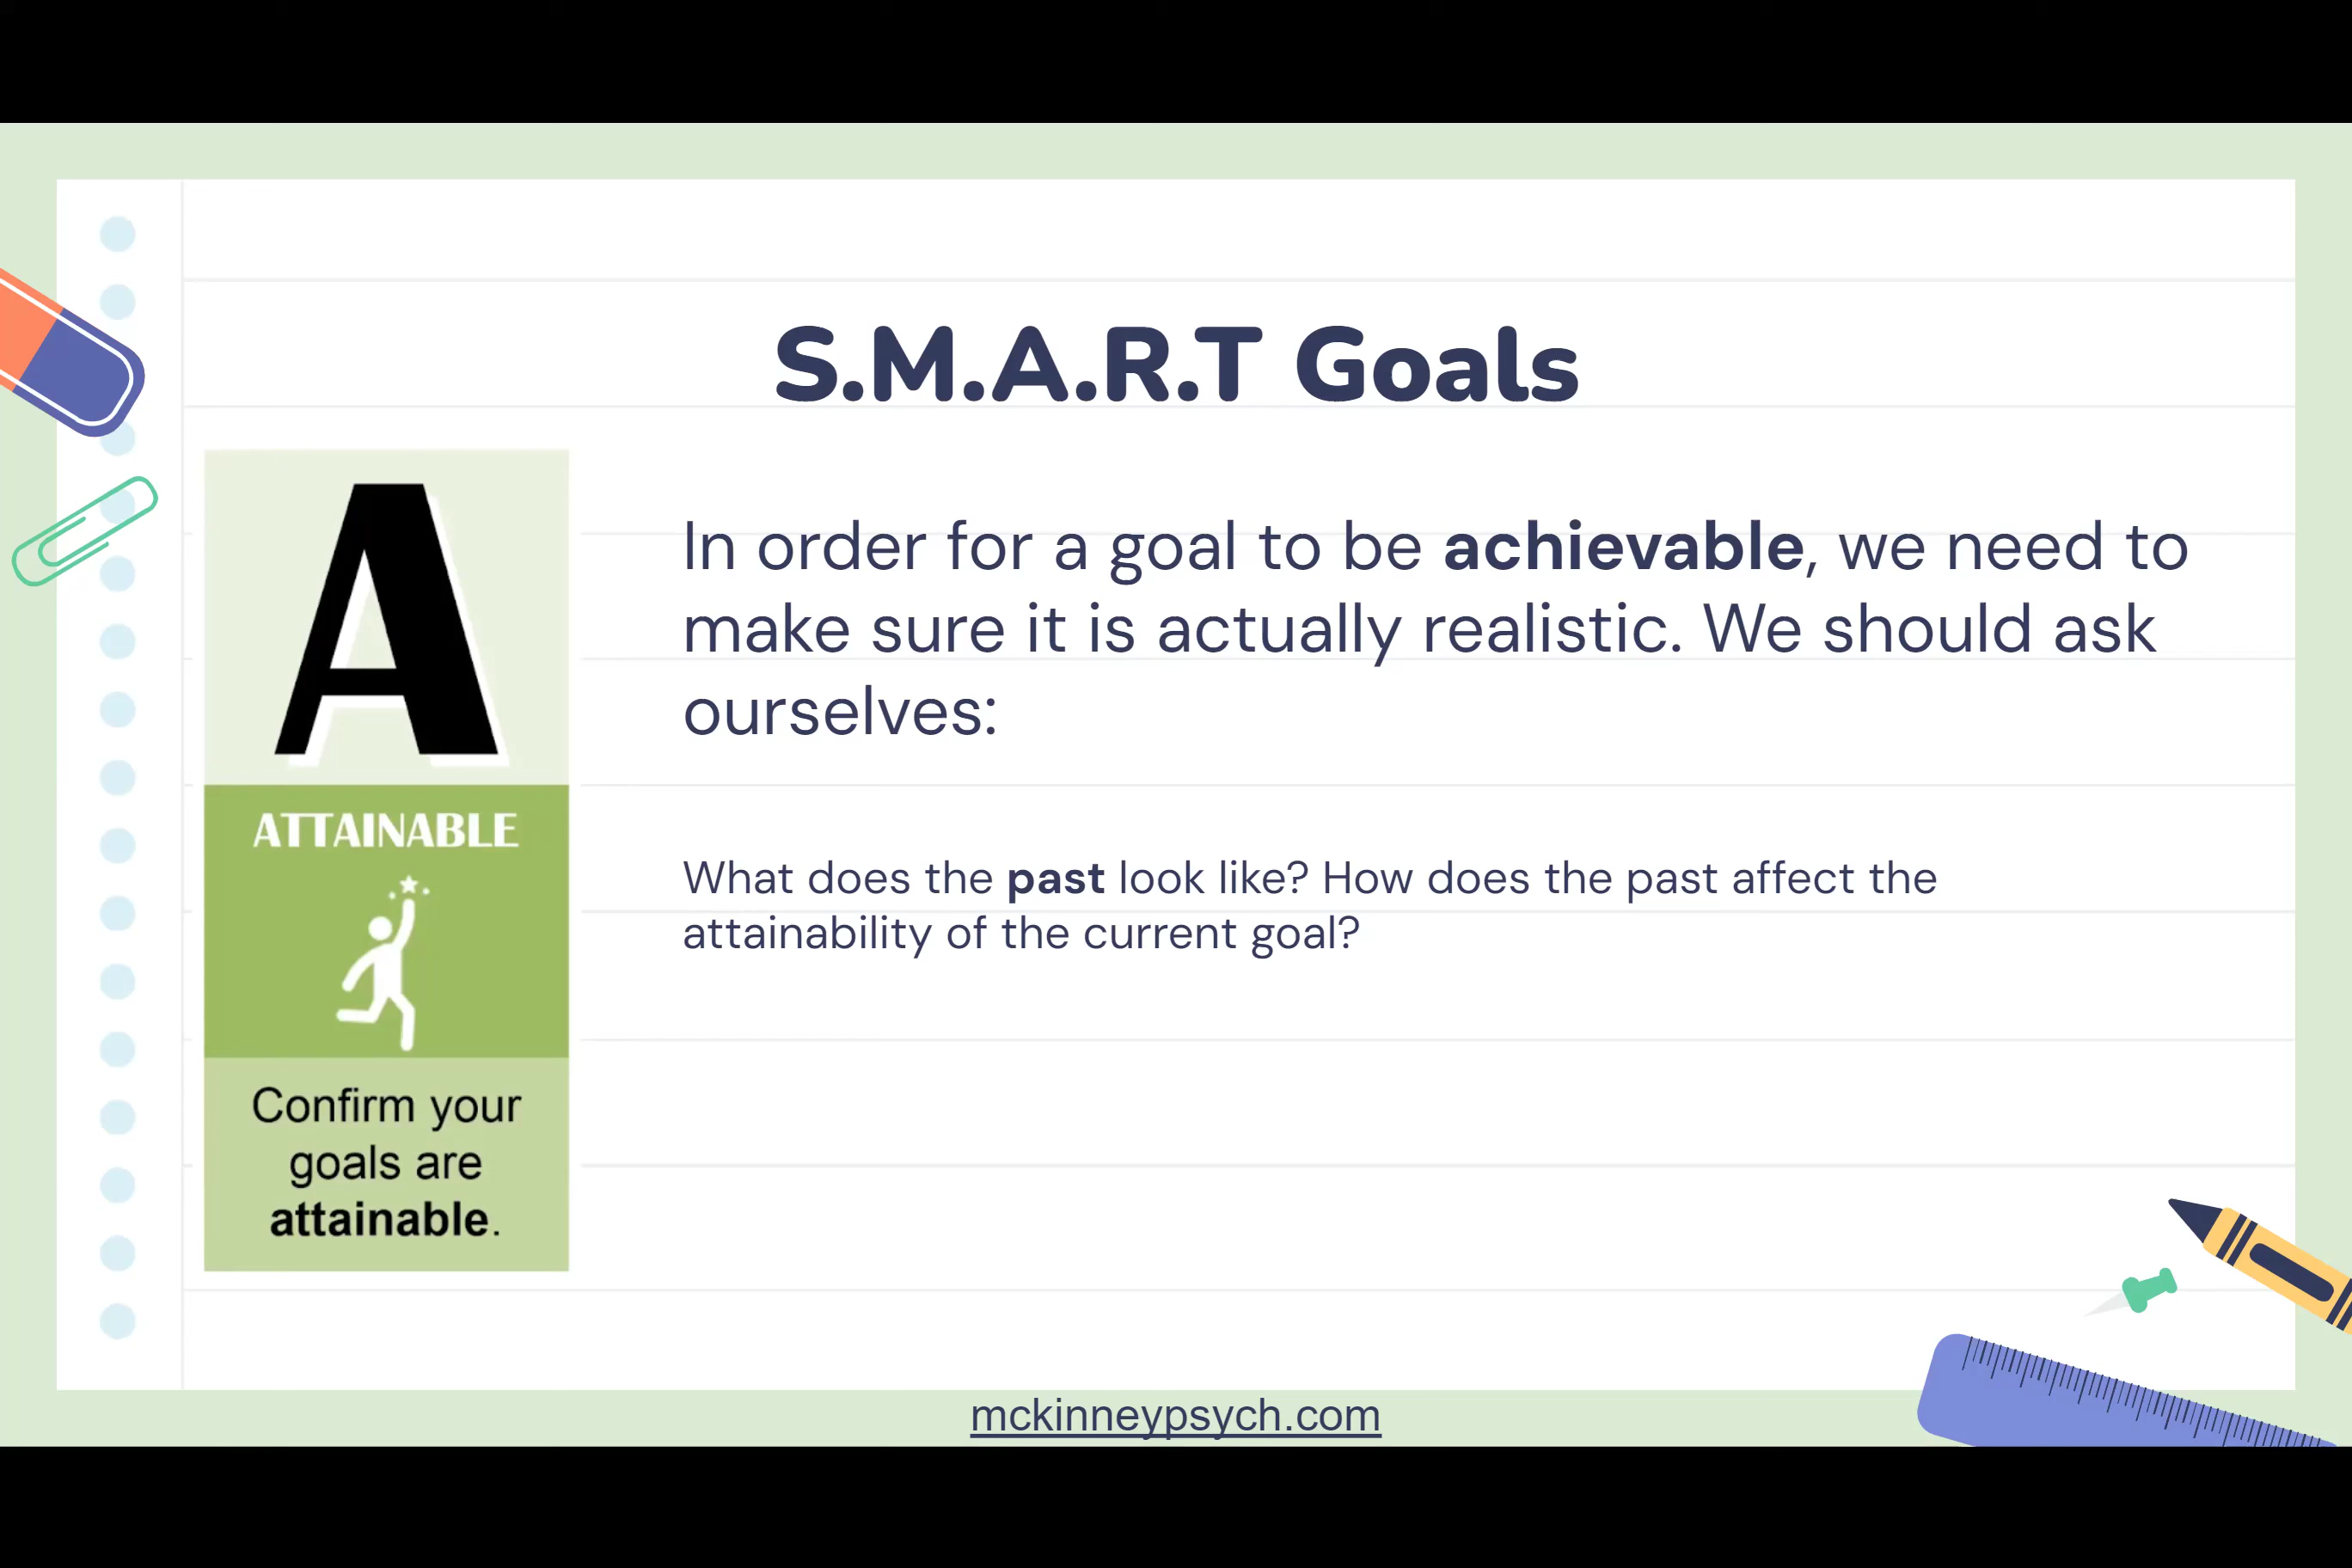 S.M.A.R.T Goals
A
ATTAINABLE
Confirm your
goals are
attainable.
In order for a goal to be achievable, we need to
make sure it is actually realistic. We should ask
ourselves:
What does the past look like? How does the past affect the
attainability of the current goal?
mckinneypsych.com